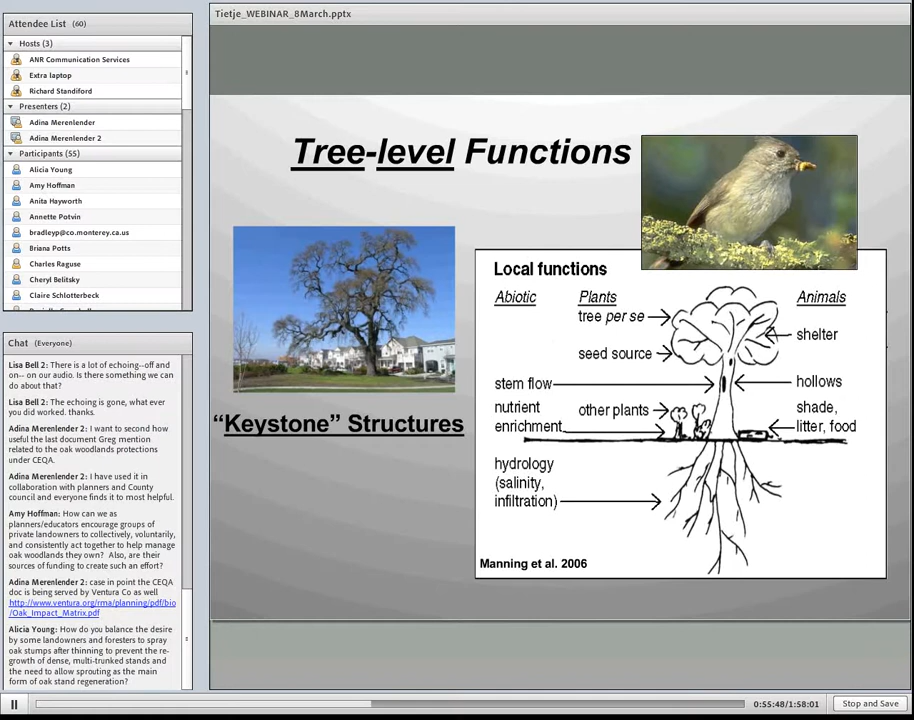 Tietje_WEBINAR_8March.pptx
Attendee List (60)
Hosts (3)
ANR Communication Services
Extra laptop
Richard Standiford
Presenters (2)
Adina Merenlender
Adina Merenlender 2
Participants (55)
Alicia Young
Amy Hoffman
Anita Hayworth
Annette Potvin
bradleyp@co.monterey.ca.us
Briana Potts
Charles Raguse
Cheryl Belitsky
Claire Schlotterbeck
Chat (Everyone)
Lisa Bell 2: There is a lot of echoing--off and
on-- on our audio. Is there something we can
do about that?
Lisa Bell 2: The echoing is gone, what ever
you did worked. thanks.
Adina Merenlender 2: I want to second how
useful the last document Greg mention
related to the oak woodlands protections
under CEQA.
Adina Merenlender 2: I have used it in
collaboration with planners and County
council and everyone finds it to most helpful.
Amy Hoffman: How can we as
planners/educators encourage groups of
private landowners to collectively, voluntarily,
and consistently act together to help manage
oak woodlands they own? Also, are their
sources of funding to create such an effort?
Adina Merenlender 2: case in point the CEQA
doc is being served by Ventura Co as well
http://www.ventura.org/rma/planning/pdf/bio
/Oak_Impact_Matrix.pdf
Alicia Young: How do you balance the desire
by some landowners and foresters to spray
oak stumps after thinning to prevent the re-
growth of dense, multi-trunked stands and
the need to allow sprouting as the main
form of oak stand regeneration?
Tree-level Functions
"Keystone" Structures
Local functions
Abiotic
Plants
Animals
tree per se
shelter
seed source
stem flow
hollows
nutrient
enrichment
other plants
shade,
litter, food
hydrology
(salinity,
infiltration)
Manning et al. 2006
0:55:48/1:58:01
Stop and Save